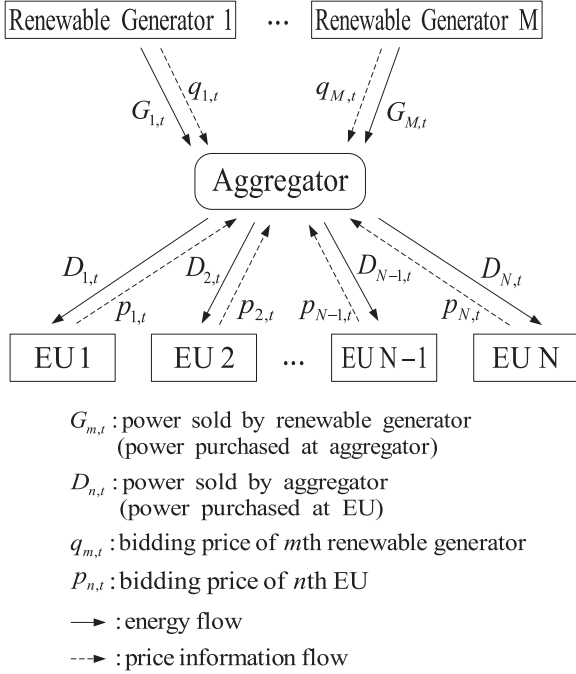 Renewable Generator 1 ... Renewable Generator M
G1,t q1,t qM,t GM,t
Aggregator
D1,t p1,t D2,t p2,t pN−1,t DN−1,t pN,t DN,t
EU 1 EU 2 ... EU N−1 EU N
Gm,t : power sold by renewable generator
(power purchased at aggregator)
Dn,t : power sold by aggregator
(power purchased at EU)
qm,t : bidding price of mth renewable generator
pn,t : bidding price of nth EU
: energy flow
: price information flow